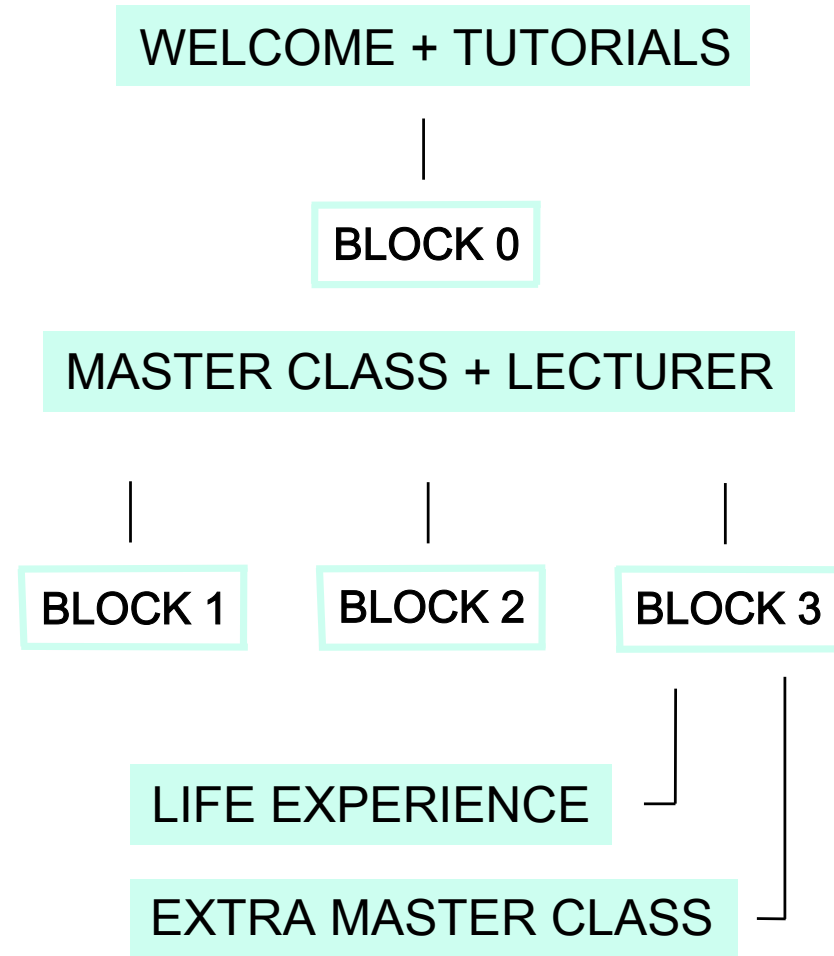 WELCOME + TUTORIALS
BLOCK 0
MASTER CLASS + LECTURER
BLOCK 1
BLOCK 2
BLOCK 3
LIFE EXPERIENCE
EXTRA MASTER CLASS